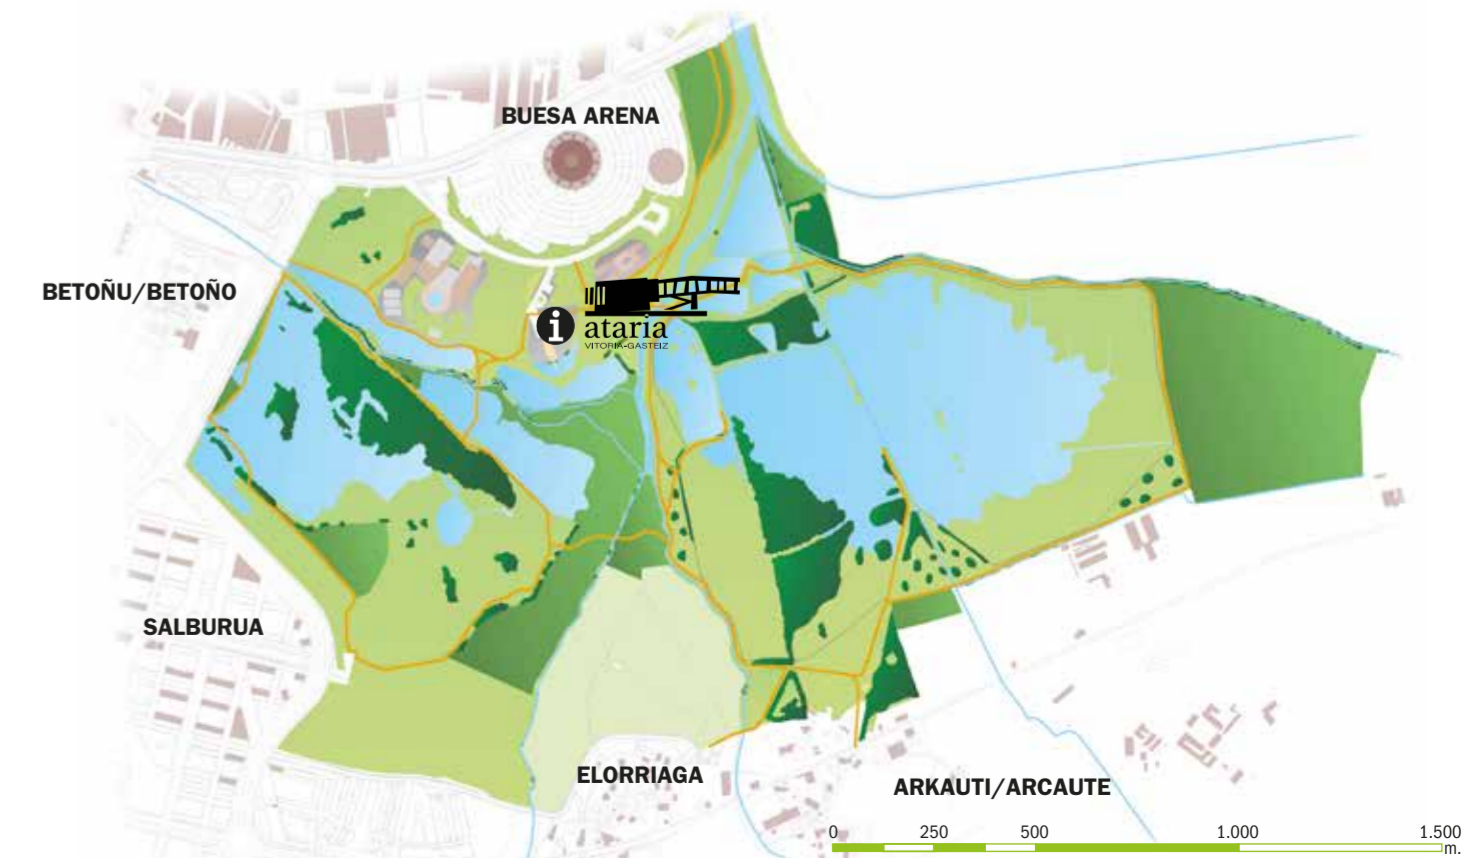 BUESA ARENA
BETOÑU/BETOÑO
i
ataria
VITORIA-GASTEIZ
SALBURUA
ELORRIAGA
ARKAUTI/ARCAUTE
0 250 500 1.000 1.500
m.